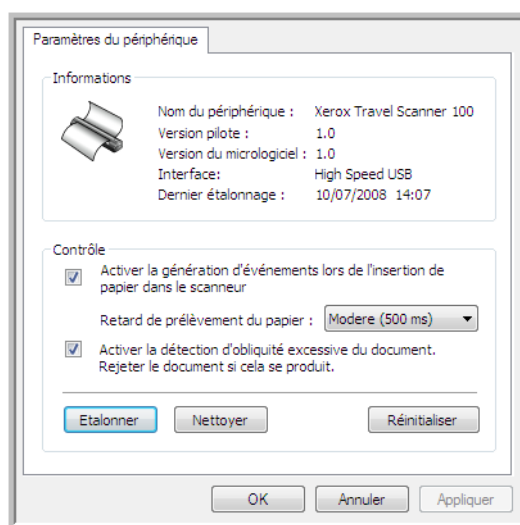 Paramètres du périphérique
Informations
Nom du périphérique : Xerox Travel Scanner 100
Version pilote : 1.0
Version du micrologiciel : 1.0
Interface: High Speed USB
Dernier étalonnage : 10/07/2008 14:07
Contrôle
Activer la génération d'événements lors de l'insertion de
papier dans le scanneur
Retard de prélèvement du papier : Modere (500 ms)
Activer la détection d'obliquité excessive du document.
Rejeter le document si cela se produit.
Etalonner Nettoyer Réinitialiser
OK Annuler Appliquer